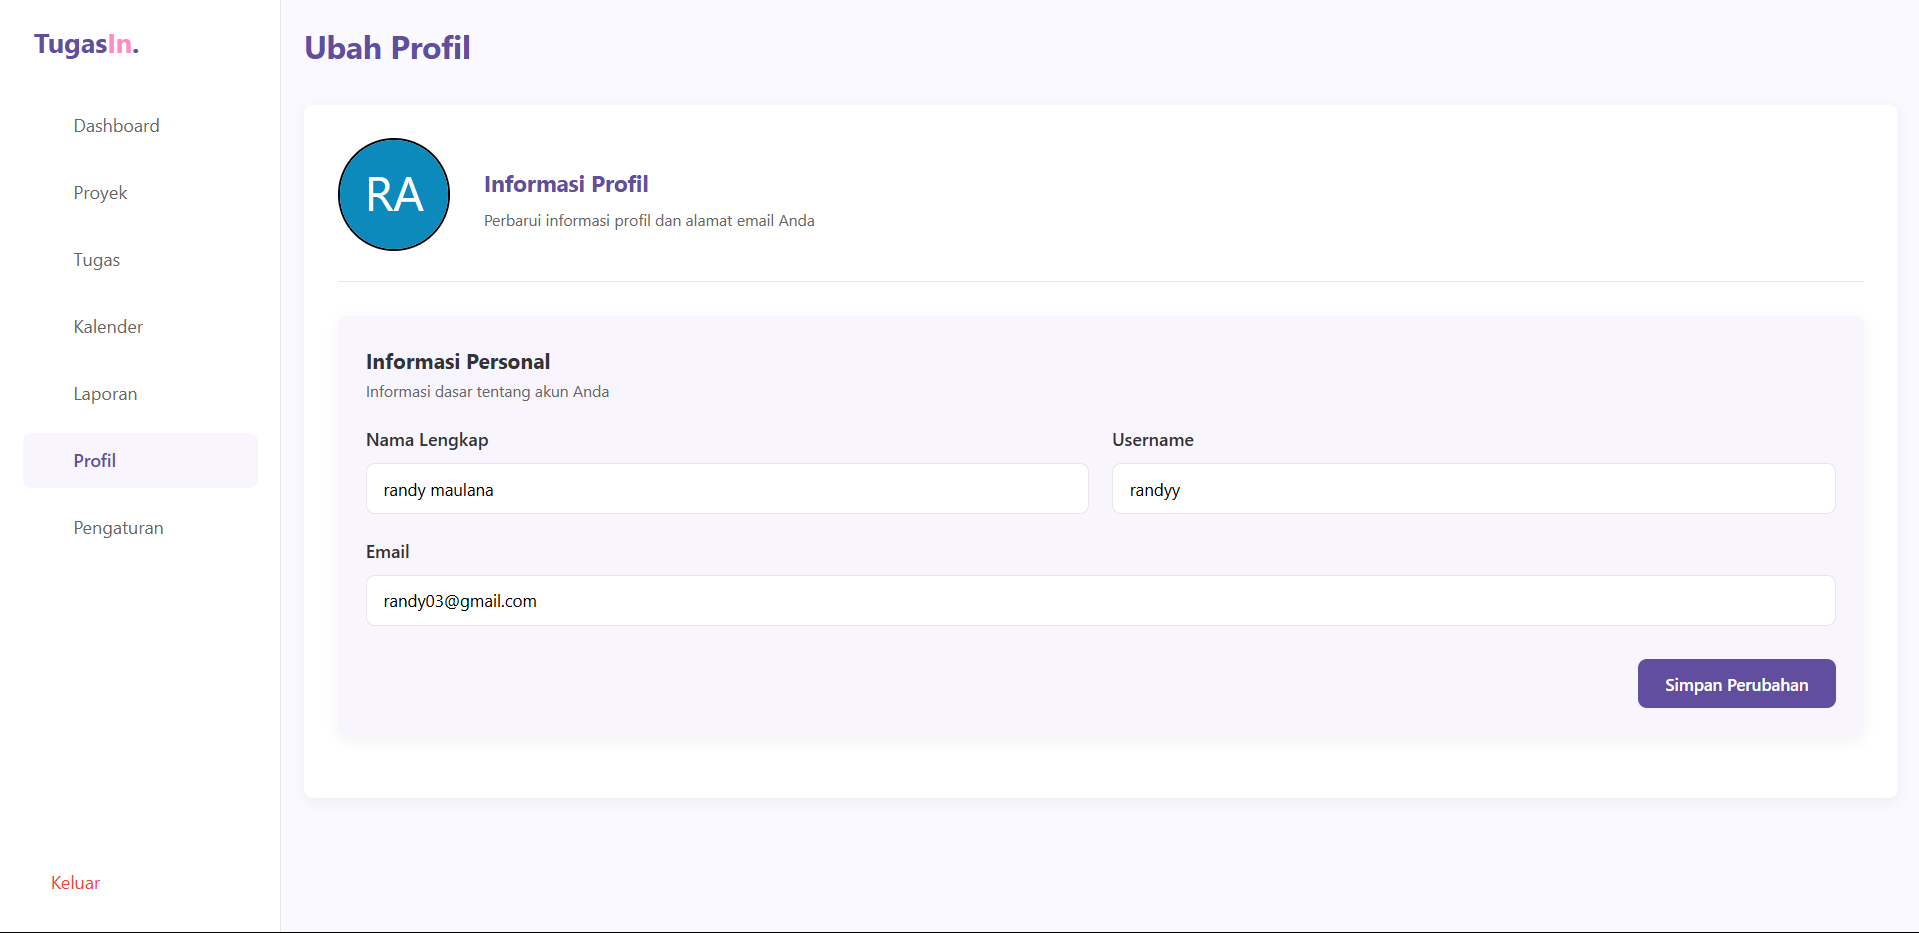 TugasIn.
Dashboard
Proyek
Tugas
Kalender
Laporan
Profil
Pengaturan
Keluar
Ubah Profil
RA
Informasi Profil
Perbarui informasi profil dan alamat email Anda
Informasi Personal
Informasi dasar tentang akun Anda
Nama Lengkap
randy maulana
Username
randyy
Email
randy03@gmail.com
Simpan Perubahan